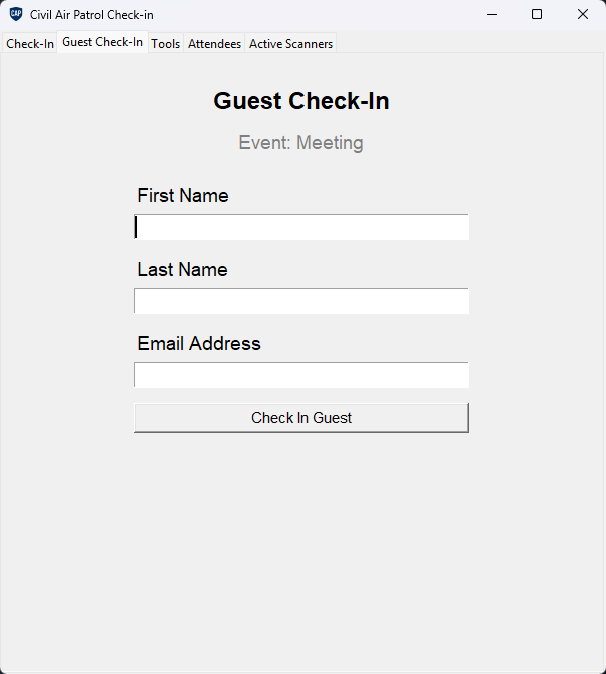 CAP Civil Air Patrol Check-in
Check-In Guest Check-In Tools Attendees Active Scanners
Guest Check-In
Event: Meeting
First Name
Last Name
Email Address
Check In Guest